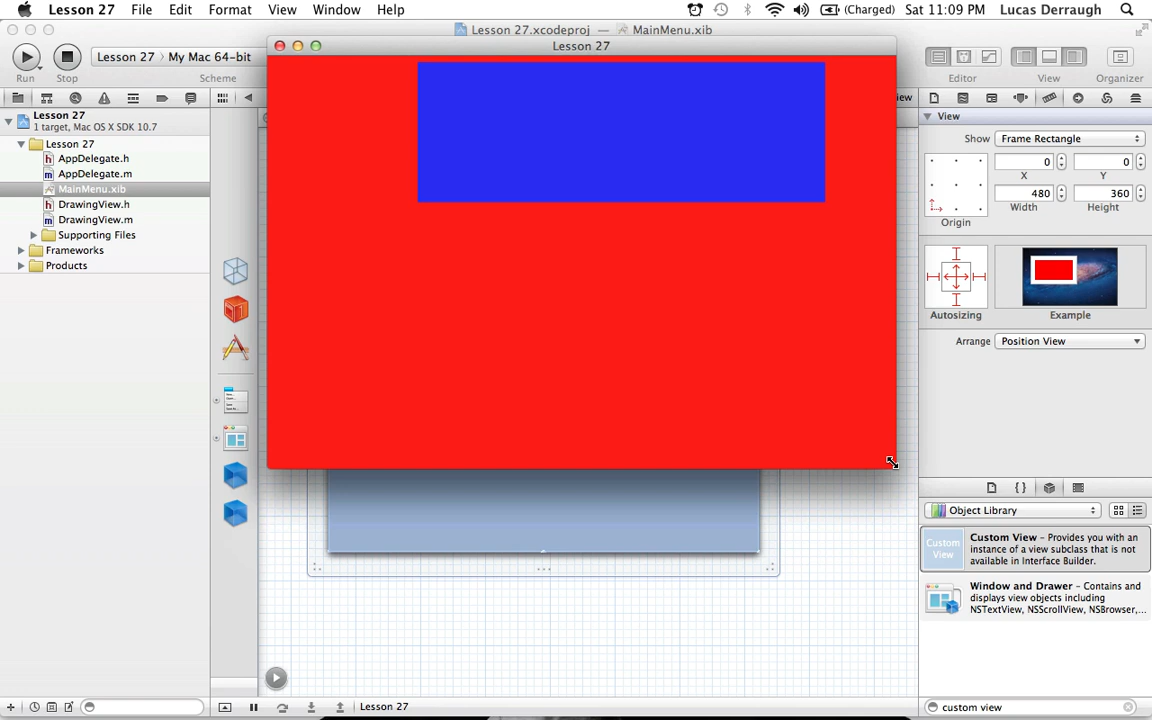 Lesson 27 File Edit Format View Window Help (Charged) Sat 11:09 PM Lucas Derraugh
Lesson 27.xcodeproj — MainMenu.xib
Lesson 27
Lesson 27 › My Mac 64-bit
Run Stop Scheme Editor View Organizer
Lesson 27
1 target, Mac OS X SDK 10.7
Lesson 27
AppDelegate.h
AppDelegate.m
MainMenu.xib
DrawingView.h
DrawingView.m
Supporting Files
Frameworks
Products
View
Show Frame Rectangle
0 0
X Y
480 360
Width Height
Origin
Autosizing Example
Arrange Position View
Object Library
Custom View
Custom View – Provides you with an
instance of a view subclass that is not
available in Interface Builder.
Window and Drawer – Contains and
displays view objects including
NSTextView, NSScrollView, NSBrowser,...
Lesson 27
custom view